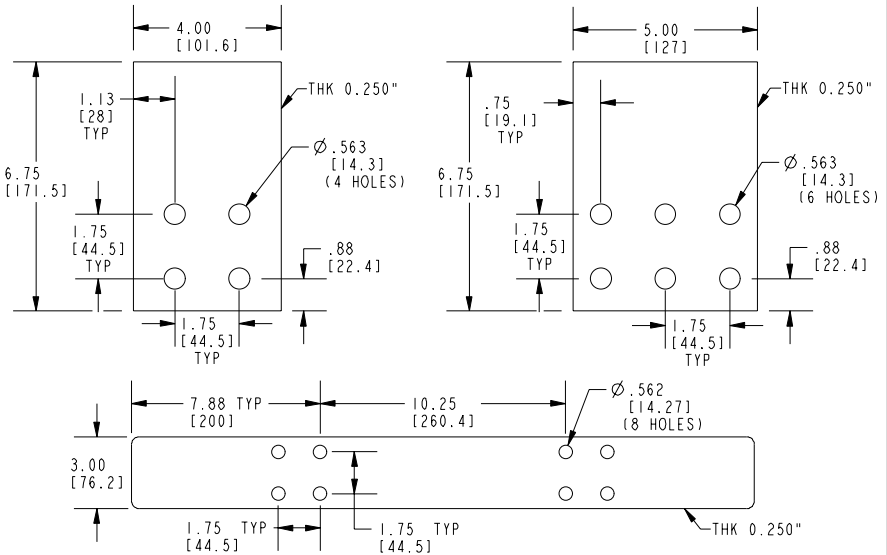 4.00
[101.6]
1.13
[28]
TYP
THK 0.250"
Ø.563
[14.3]
(4 HOLES)
6.75
[171.5]
1.75
[44.5]
TYP
.88
[22.4]
1.75
[44.5]
TYP
5.00
[127]
.75
[19.1]
TYP
THK 0.250"
Ø.563
[14.3]
(6 HOLES)
6.75
[171.5]
1.75
[44.5]
TYP
.88
[22.4]
1.75
[44.5]
TYP
7.88 TYP
[200]
10.25
[260.4]
Ø.562
[14.27]
(8 HOLES)
3.00
[76.2]
1.75 TYP
[44.5]
1.75 TYP
[44.5]
THK 0.250"